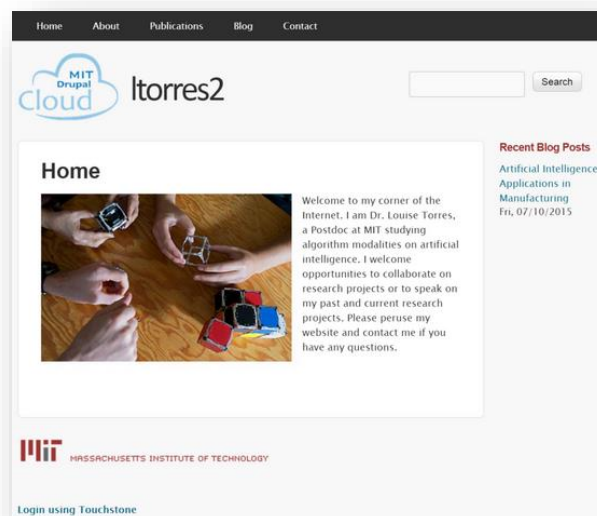 Home About Publications Blog Contact
MIT
Drupal
Cloud
ltorres2
Search
Home
Welcome to my corner of the
Internet. I am Dr. Louise Torres,
a Postdoc at MIT studying
algorithm modalities on artificial
intelligence. I welcome
opportunities to collaborate on
research projects or to speak on
my past and current research
projects. Please peruse my
website and contact me if you
have any questions.
Recent Blog Posts
Artificial Intelligence
Applications in
Manufacturing
Fri, 07/10/2015
MIT MASSACHUSETTS INSTITUTE OF TECHNOLOGY
Login using Touchstone